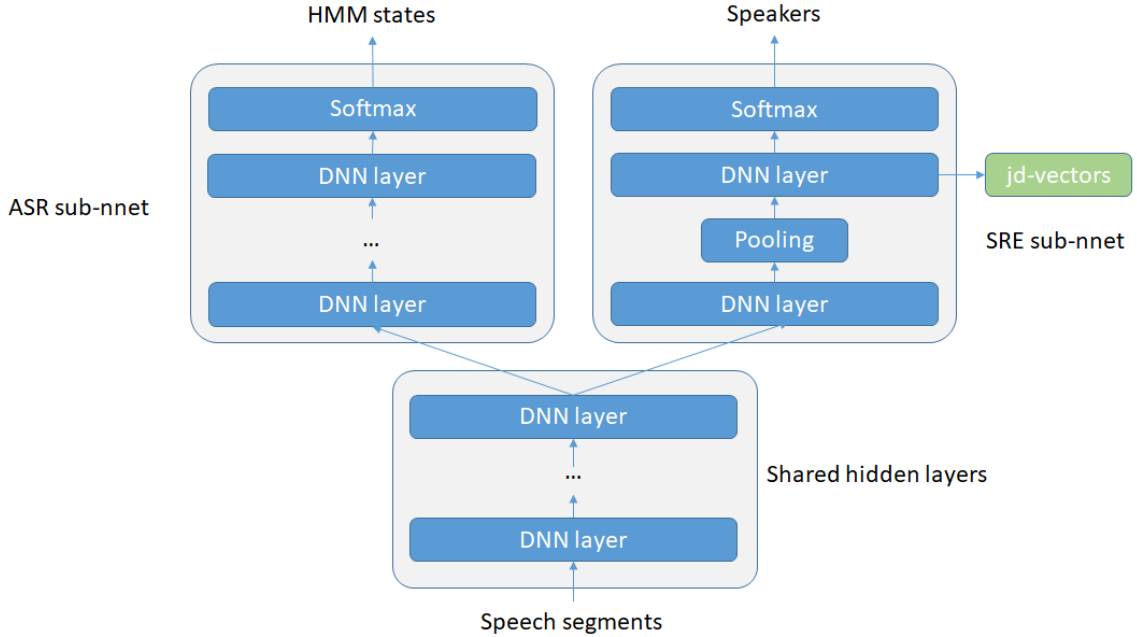 HMM states
Speakers
Softmax
Softmax
DNN layer
DNN layer
jd-vectors
ASR sub-nnet
...
Pooling
SRE sub-nnet
DNN layer
DNN layer
DNN layer
...
Shared hidden layers
DNN layer
Speech segments